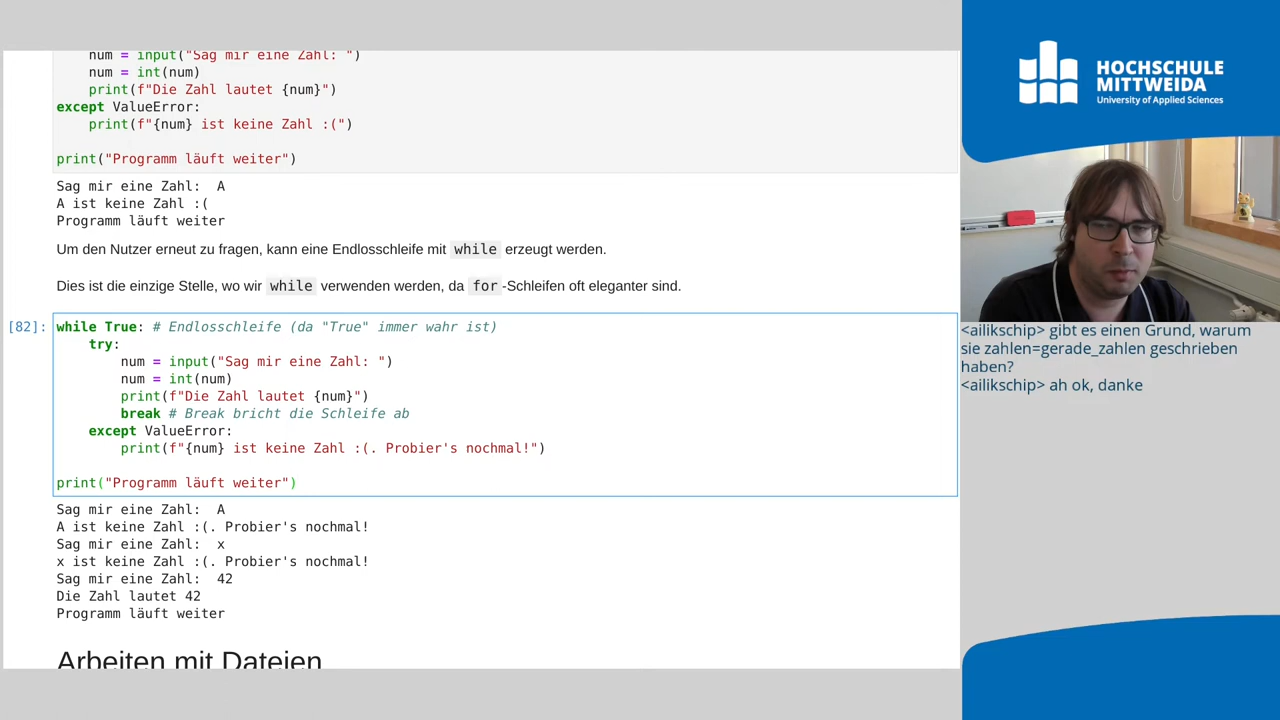 num = input("Sag mir eine Zahl: ")
num = int(num)
print(f"Die Zahl lautet {num}")
except ValueError:
print(f"{num} ist keine Zahl :(")
print("Programm läuft weiter")
Sag mir eine Zahl:  A
A ist keine Zahl :(
Programm läuft weiter
Um den Nutzer erneut zu fragen, kann eine Endlosschleife mit while erzeugt werden.
Dies ist die einzige Stelle, wo wir while verwenden werden, da for -Schleifen oft eleganter sind.
[82]: while True: # Endlosschleife (da "True" immer wahr ist)
try:
num = input("Sag mir eine Zahl: ")
num = int(num)
print(f"Die Zahl lautet {num}")
break # Break bricht die Schleife ab
except ValueError:
print(f"{num} ist keine Zahl :(. Probier's nochmal!")
print("Programm läuft weiter")
Sag mir eine Zahl:  A
A ist keine Zahl :(. Probier's nochmal!
Sag mir eine Zahl:  x
x ist keine Zahl :(. Probier's nochmal!
Sag mir eine Zahl:  42
Die Zahl lautet 42
Programm läuft weiter
Arbeiten mit Dateien
HOCHSCHULE
MITTWEIDA
University of Applied Sciences
<ailikschip> gibt es einen Grund, warum
sie zahlen=gerade_zahlen geschrieben
haben?
<ailikschip> ah ok, danke